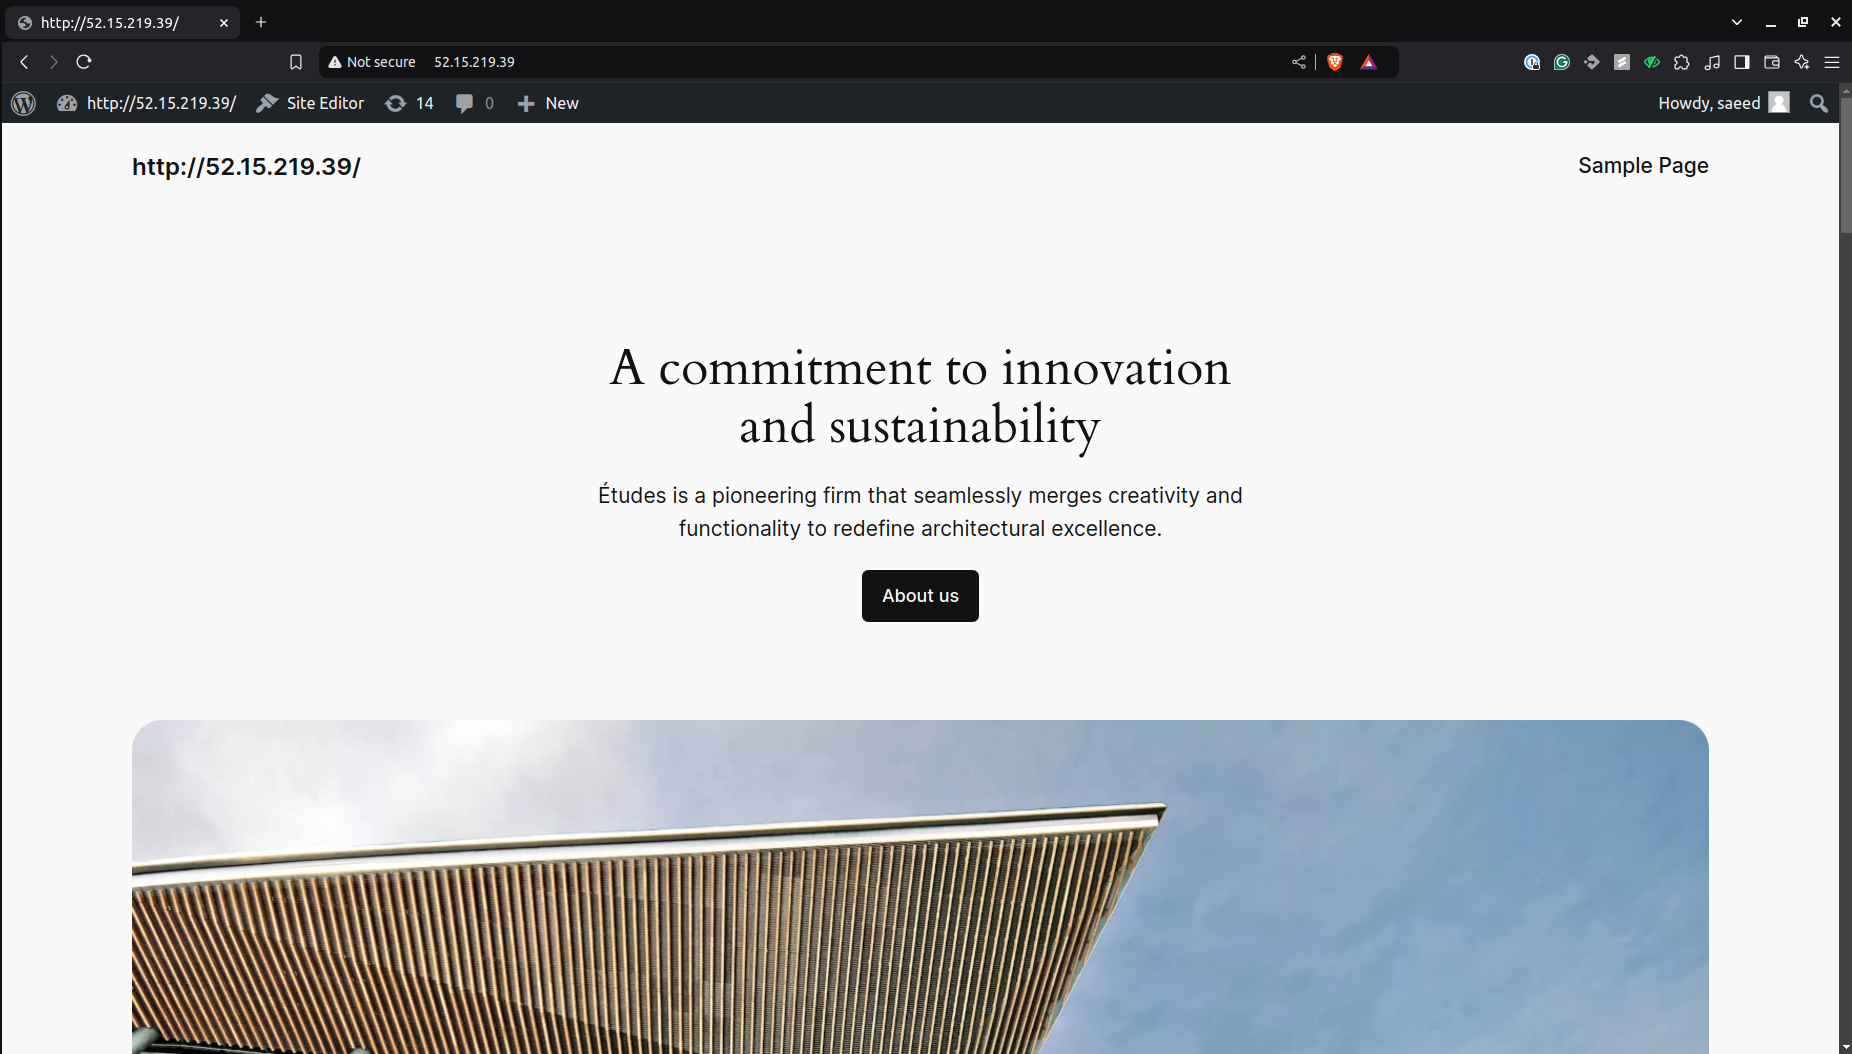 http://52.15.219.39/
Not secure 52.15.219.39
http://52.15.219.39/ Site Editor 14 0 New Howdy, saeed
http://52.15.219.39/ Sample Page
A commitment to innovation
and sustainability
Études is a pioneering firm that seamlessly merges creativity and
functionality to redefine architectural excellence.
About us